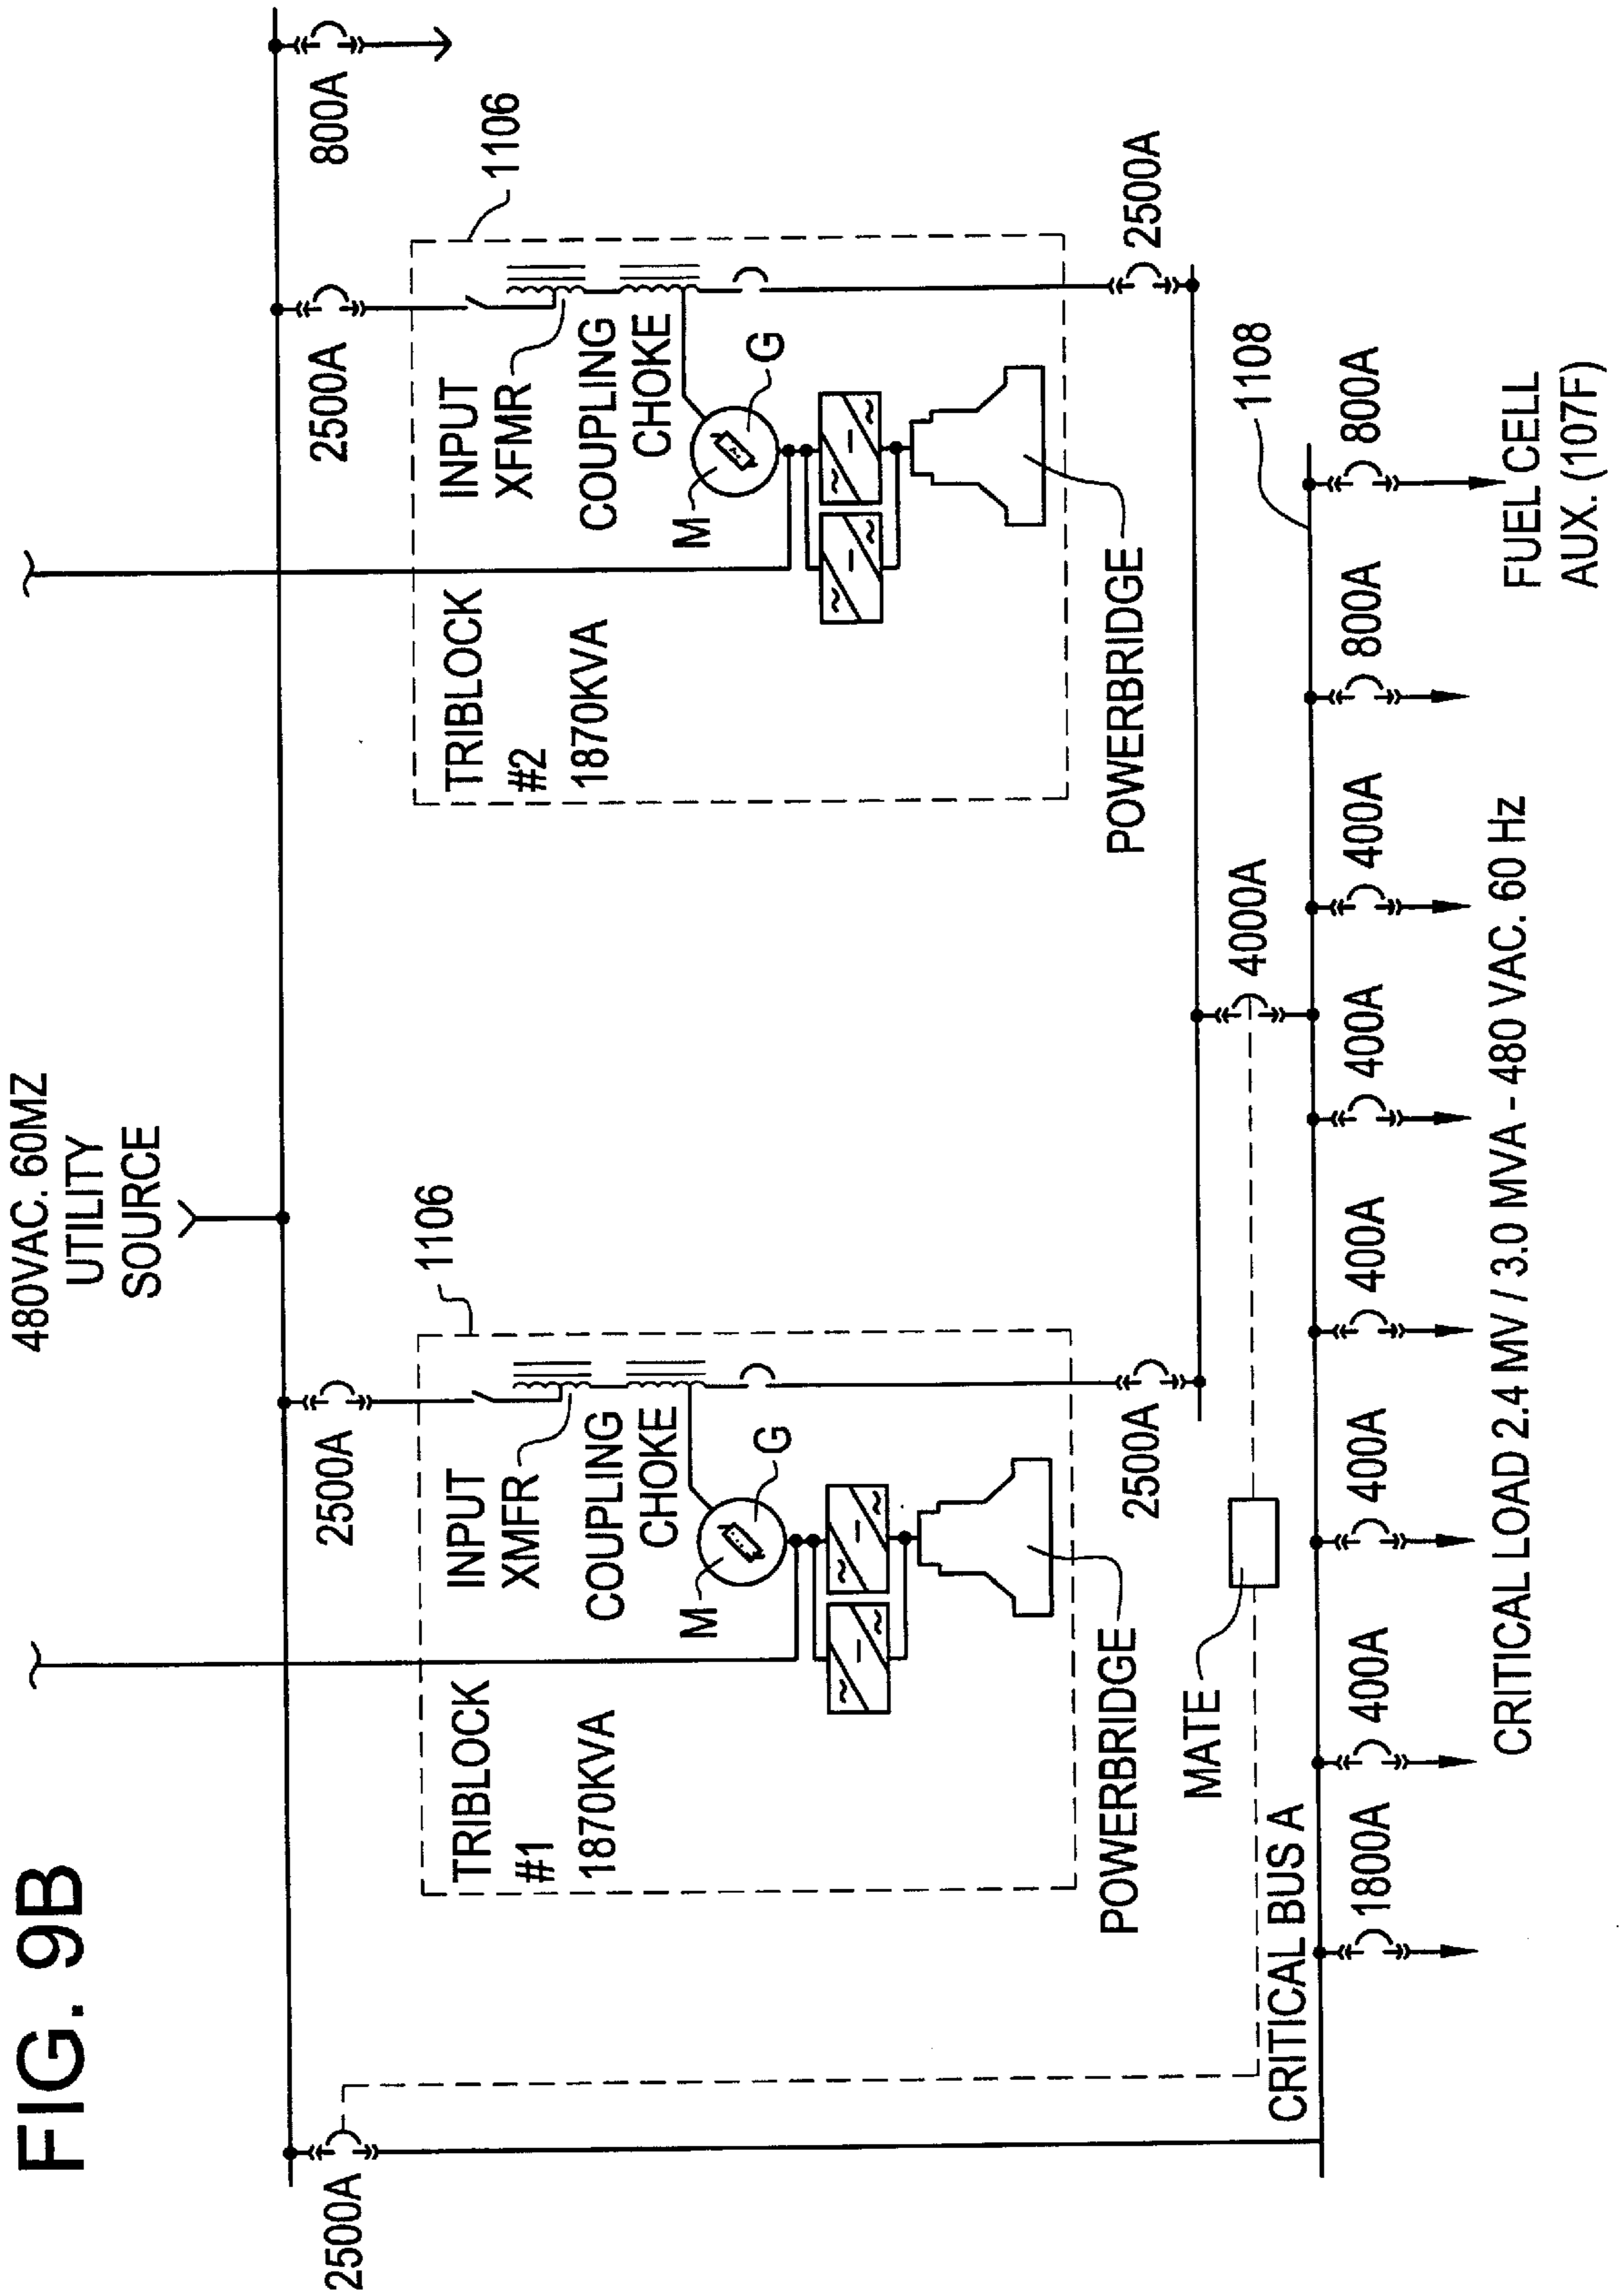 FIG. 9B
480VAC. 60MZ
UTILITY
SOURCE
2500A
2500A
2500A
800A
1106
1106
TRIBLOCK
#1
1870KVA
INPUT
XMFR
COUPLING
CHOKE
M
G
POWERBRIDGE
TRIBLOCK
#2
1870KVA
INPUT
XFMR
COUPLING
CHOKE
M
G
POWERBRIDGE
2500A
2500A
MATE
4000A
CRITICAL BUS A
1108
1800A
400A
400A
400A
400A
400A
800A
800A
CRITICAL LOAD 2.4 MV / 3.0 MVA - 480 VAC. 60 Hz
FUEL CELL
AUX. (107F)